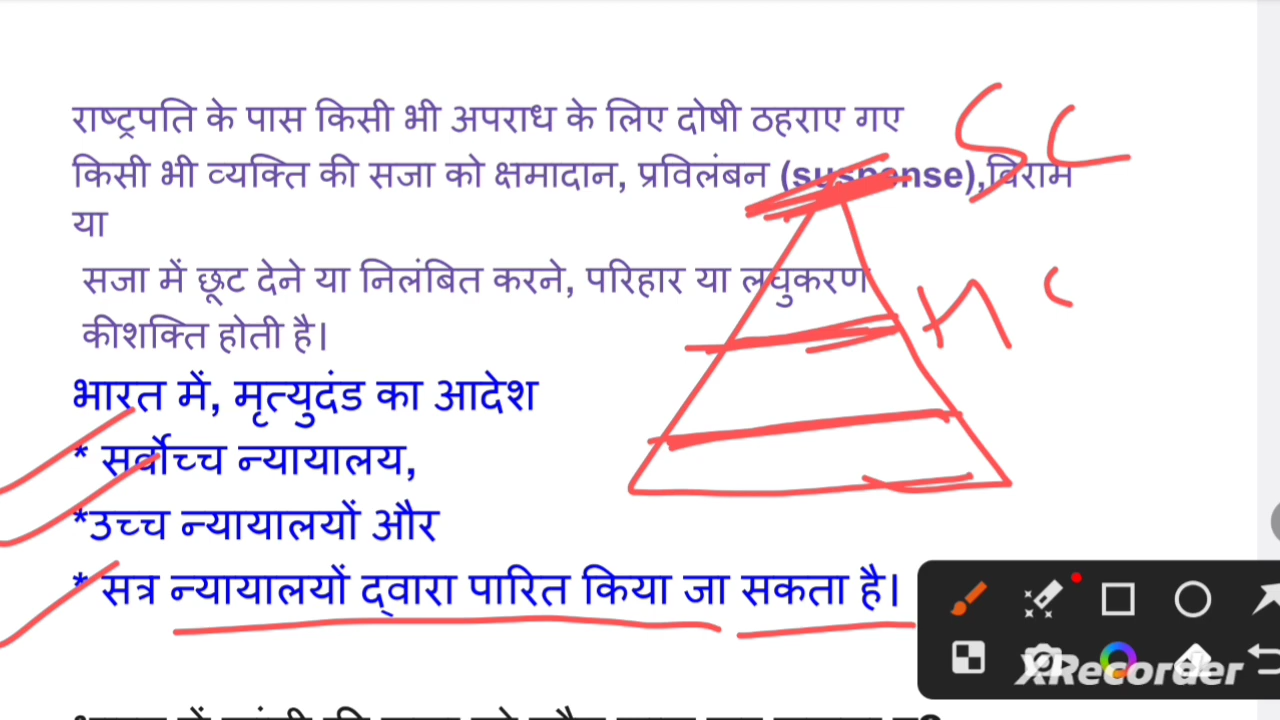 राष्ट्रपति के पास किसी भी अपराध के लिए दोषी ठहराए गए
SC
किसी भी व्यक्ति की सजा को क्षमादान, प्रविलंबन (suspense),विराम
या
सजा में छूट देने या निलंबित करने, परिहार या लघुकरण
कीशक्ति होती है।
भारत में, मृत्युदंड का आदेश
* सर्वोच्च न्यायालय,
*उच्च न्यायालयों और
* सत्र न्यायालयों द्वारा पारित किया जा सकता है।
XRecorder